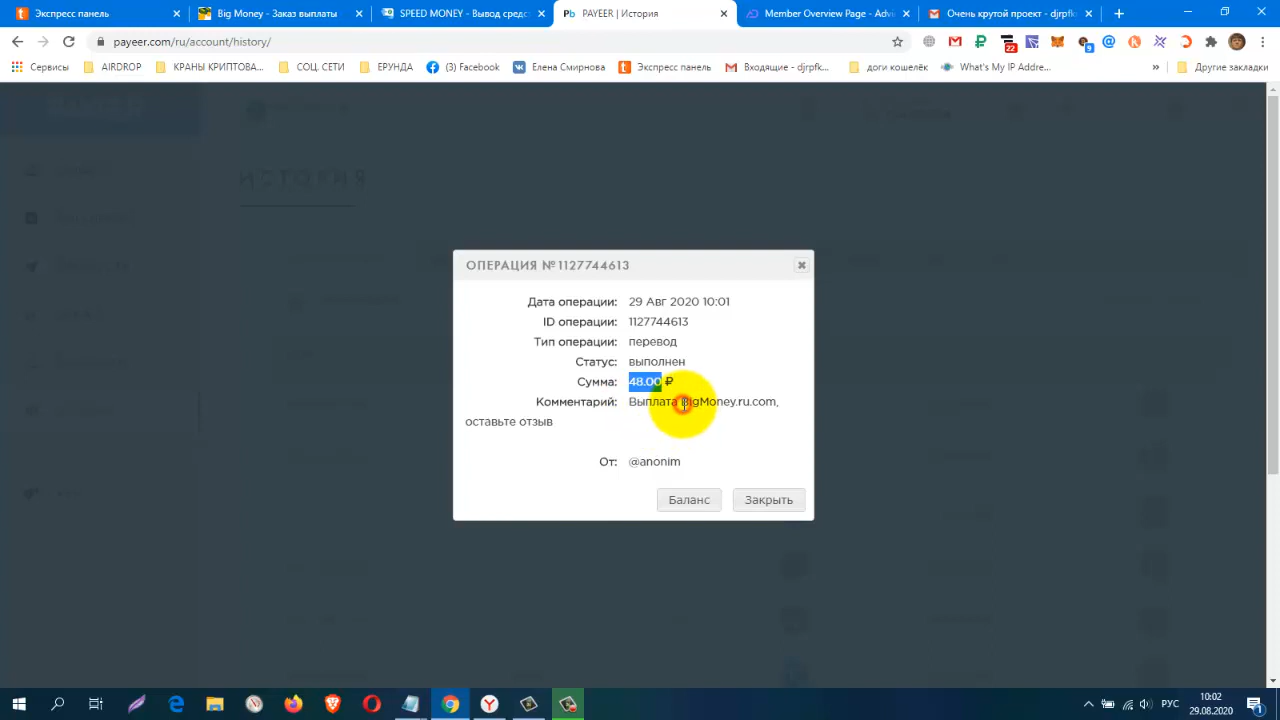 Экспресс панель
Big Money - Заказ выплаты
SPEED MONEY - Вывод средс
PAYEER | История
Member Overview Page - Adv
Очень крутой проект - djrpfk
payeer.com/ru/account/history/
22
9
Сервисы
AIRDROP
КРАНЫ КРИПТОВА...
СОЦ. СЕТИ
ЕРУНДА
(3) Facebook
Елена Смирнова
Экспресс панель
Входящие - djrpfk...
доги кошелёк
What's My IP Addre...
»
Другие закладки
ИСТОРИЯ
ОПЕРАЦИЯ №1127744613
Дата операции: 29 Авг 2020 10:01
ID операции: 1127744613
Тип операции: перевод
Статус: выполнен
Сумма: 48.00 ₽
Комментарий: Выплата BigMoney.ru.com,
оставьте отзыв
От: @anonim
Баланс
Закрыть
РУС
10:02
29.08.2020